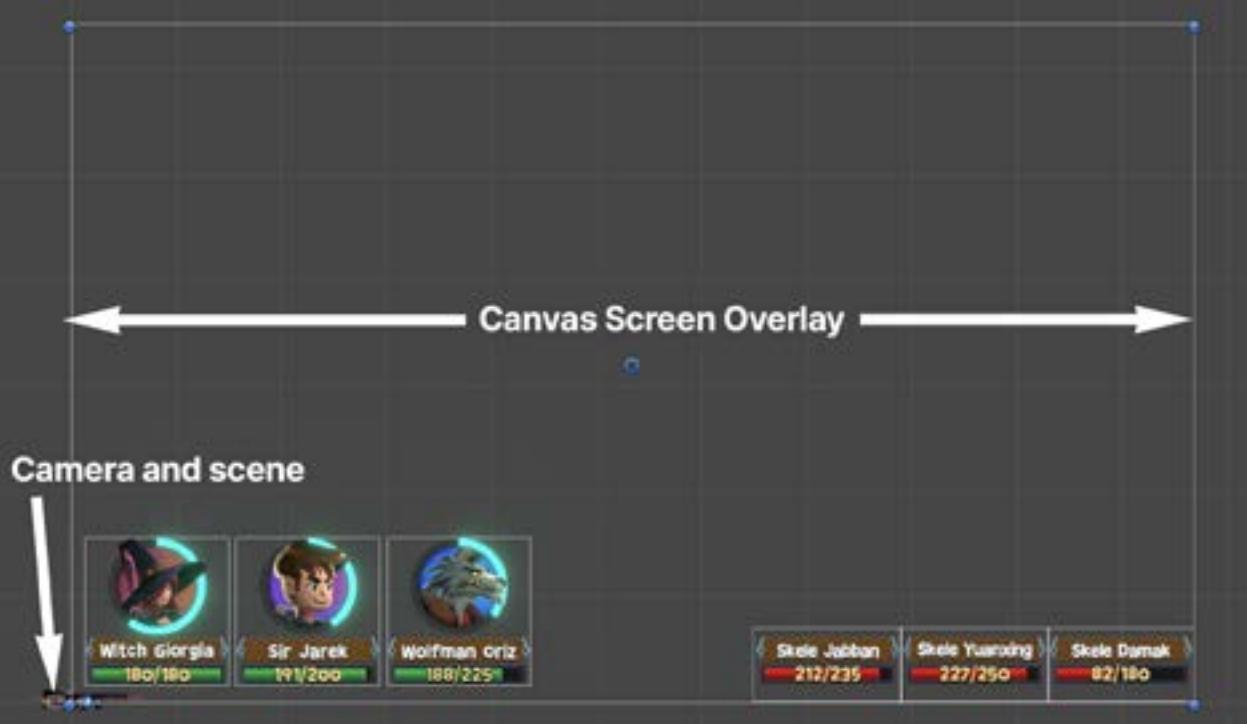 Canvas Screen Overlay
Camera and scene
Witch Giorgia
180/180
Sir Jarek
191/200
Wolfman Griz
188/225
Skele Jabban
212/235
Skele Yuanxing
227/250
Skele Damak
82/180